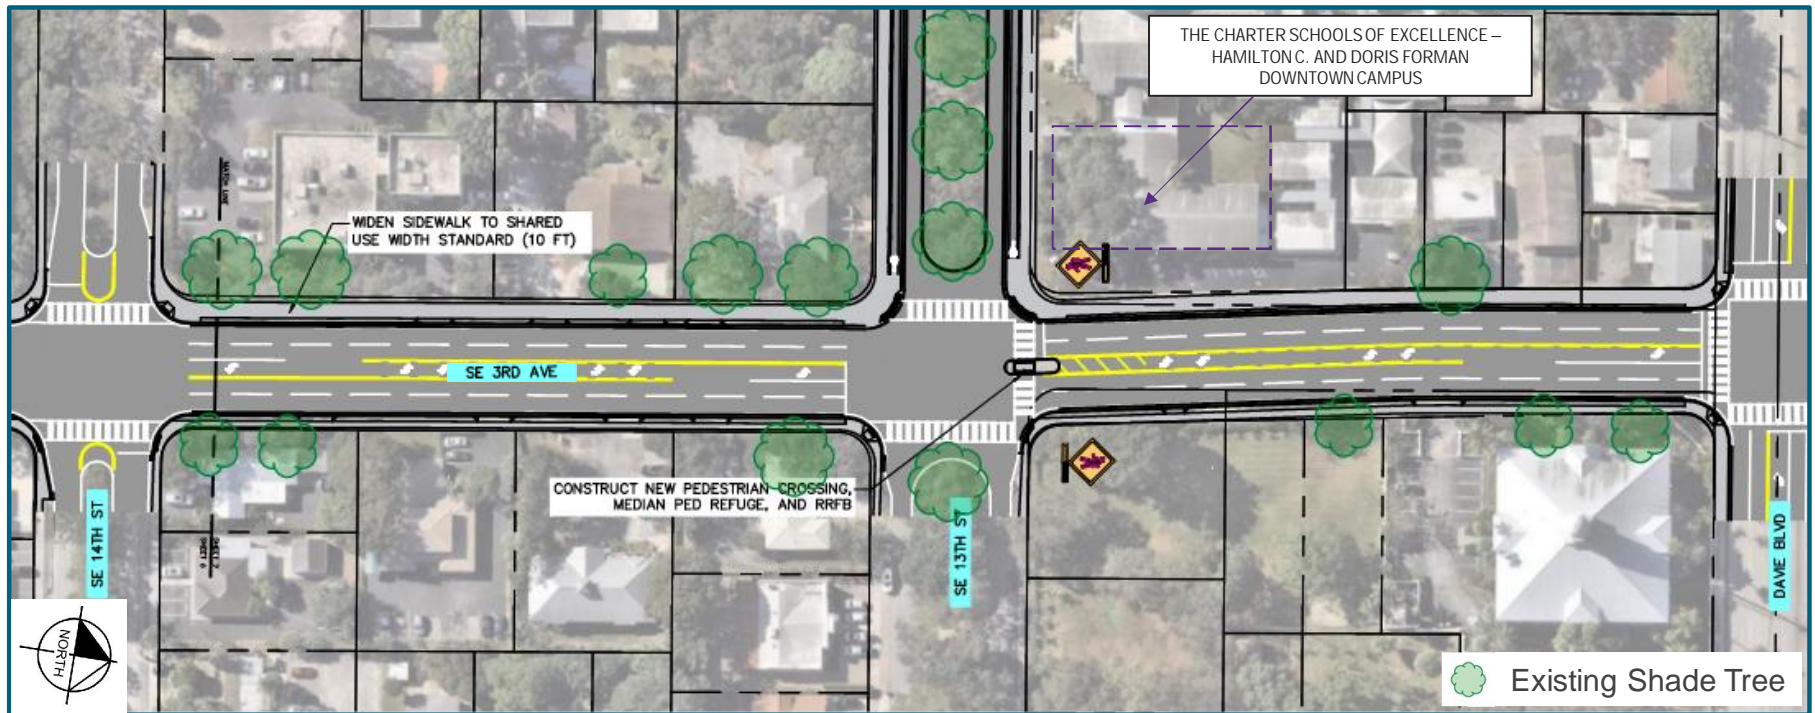 THE CHARTER SCHOOLS OF EXCELLENCE –
HAMILTON C. AND DORIS FORMAN
DOWNTOWN CAMPUS
MATCH LINE
WIDEN SIDEWALK TO SHARED
USE WIDTH STANDARD (10 FT)
SE 3RD AVE
CONSTRUCT NEW PEDESTRIAN CROSSING,
MEDIAN PED REFUGE, AND RRFB
SE 14TH ST
SE 13TH ST
DAVIE BLVD
NORTH
Existing Shade Tree